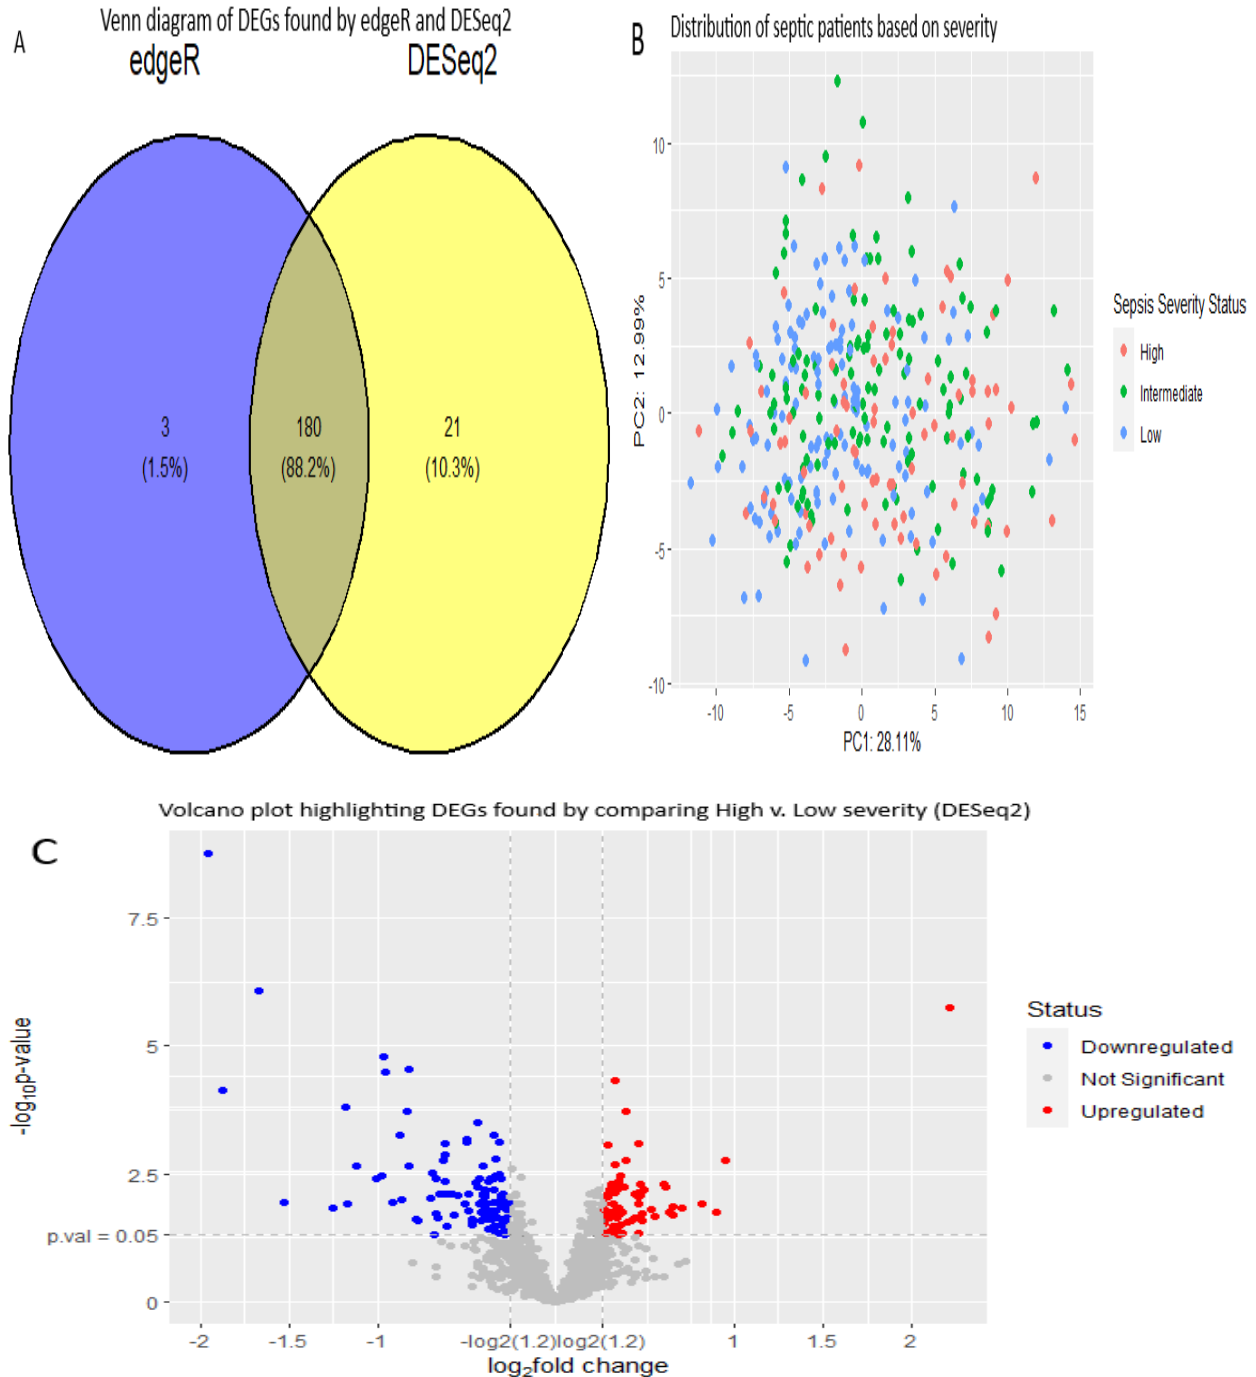 A
Venn diagram of DEGs found by edgeR and DESeq2
edgeR
DESeq2
3
(1.5%)
180
(88.2%)
21
(10.3%)
B
Distribution of septic patients based on severity
PC2: 12.99%
10
5
0
-5
-10
-10
-5
0
5
10
15
PC1: 28.11%
Sepsis Severity Status
High
Intermediate
Low
Volcano plot highlighting DEGs found by comparing High v. Low severity (DESeq2)
C
-log₁₀p-value
7.5
5
2.5
p.val = 0.05
0
-2
-1.5
-1
-log2(1.2)
log2(1.2)
1
1.5
2
log₂fold change
Status
Downregulated
Not Significant
Upregulated